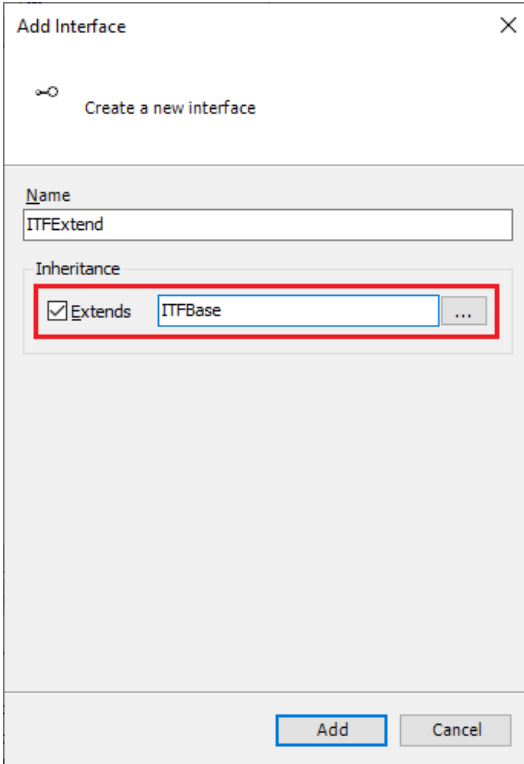 Add Interface
Create a new interface
Name
ITFExtend
Inheritance
Extends ITFBase ...
Add Cancel